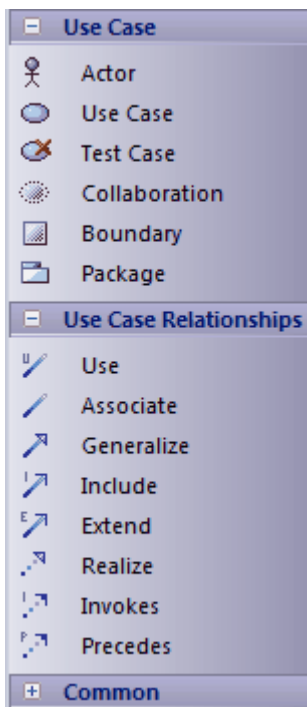 Use Case
Actor
Use Case
Test Case
Collaboration
Boundary
Package
Use Case Relationships
U
Use
Associate
Generalize
I
Include
E
Extend
Realize
I
Invokes
P
Precedes
Common